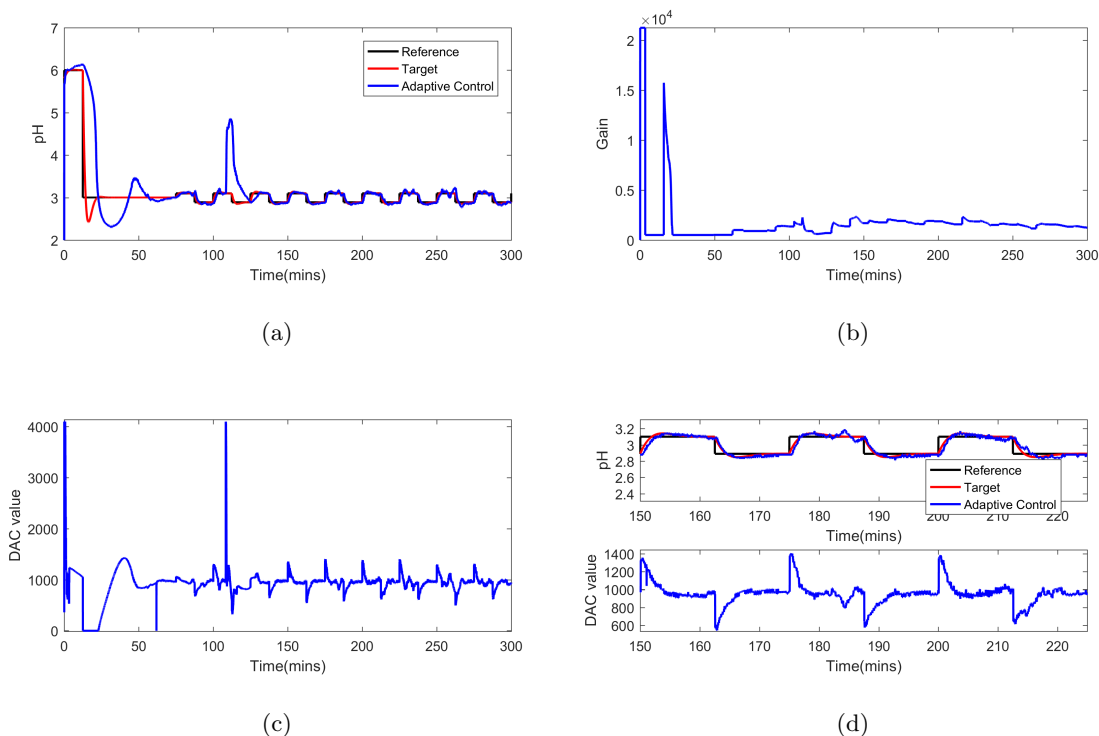 7
6
5
4
3
2
pH
Reference
Target
Adaptive Control
0 50 100 150 200 250 300
Time(mins)
(a)
×10⁴
2
1.5
1
0.5
0
Gain
0 50 100 150 200 250 300
Time(mins)
(b)
4000
3000
2000
1000
0
DAC value
0 50 100 150 200 250 300
Time(mins)
(c)
3.2
3
2.8
2.6
2.4
pH
Reference
Target
Adaptive Control
150 160 170 180 190 200 210 220
Time(mins)
1400
1200
1000
800
600
DAC value
150 160 170 180 190 200 210 220
Time(mins)
(d)